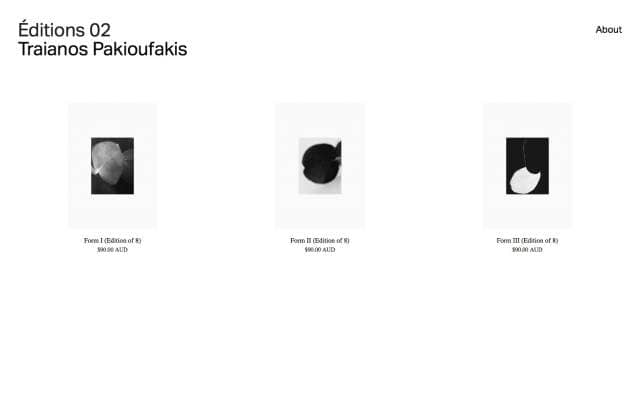 Éditions 02
Traianos Pakioufakis
About
Form I (Edition of 8)
$90.00 AUD
Form II (Edition of 8)
$90.00 AUD
Form III (Edition of 8)
$90.00 AUD